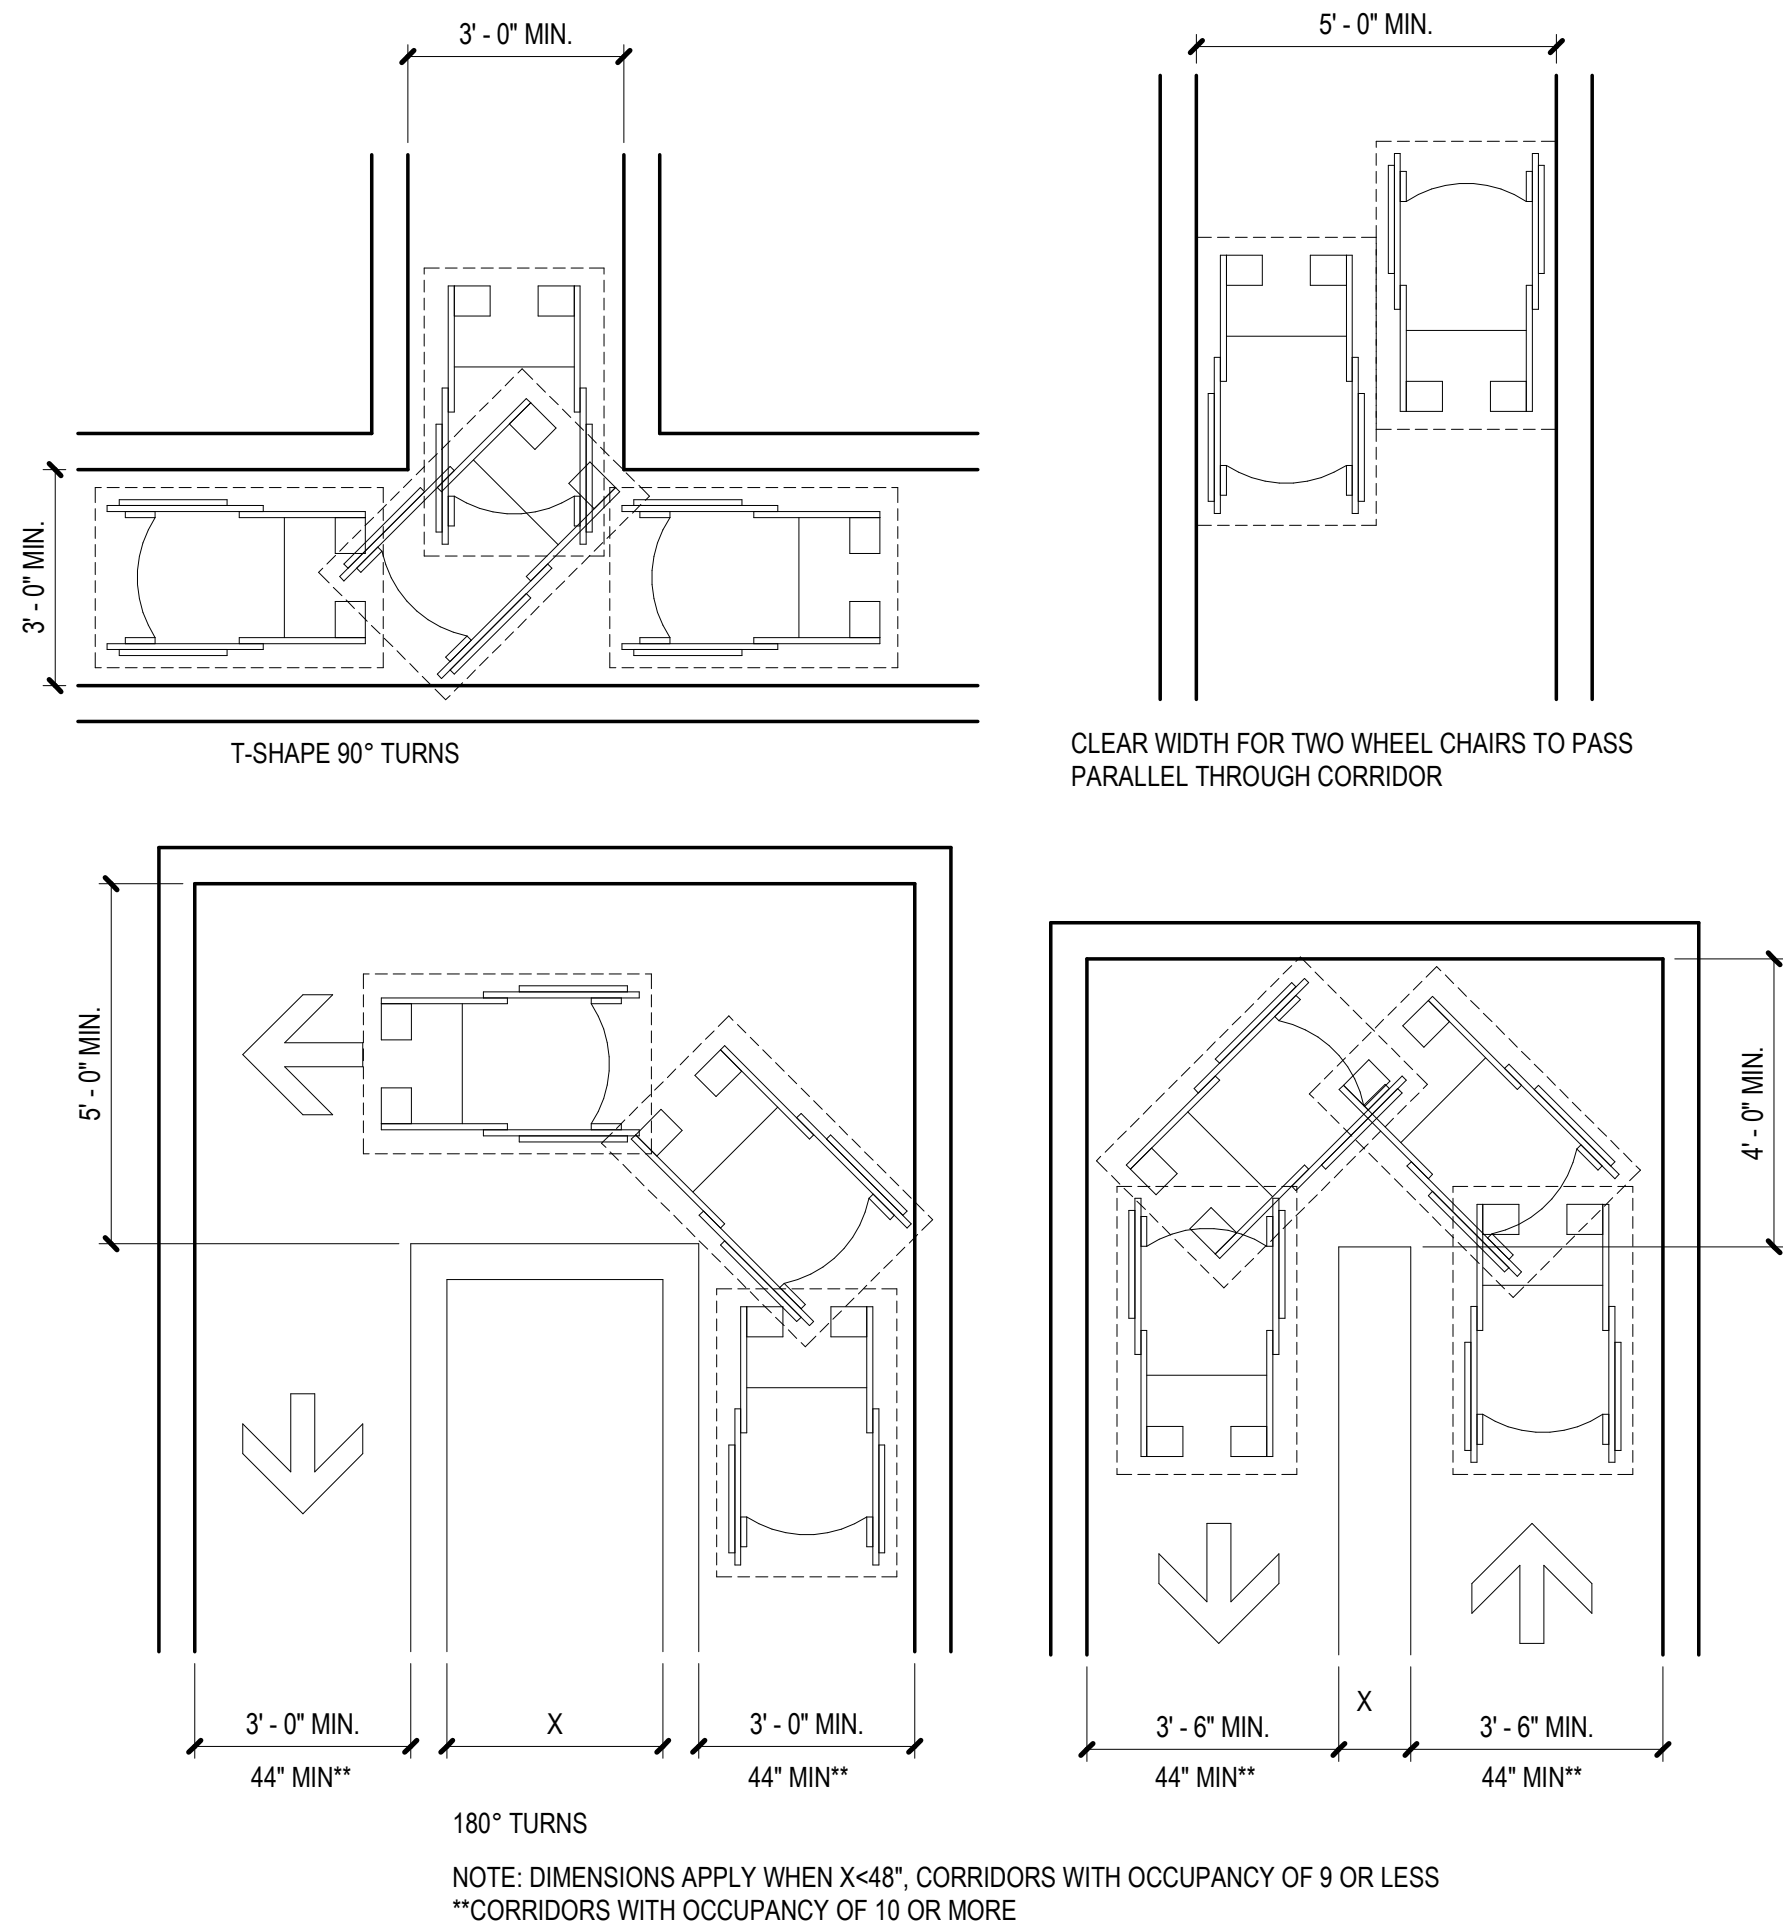 3' - 0" MIN.
5' - 0" MIN.
3' - 0" MIN.
T-SHAPE 90° TURNS
CLEAR WIDTH FOR TWO WHEEL CHAIRS TO PASS
PARALLEL THROUGH CORRIDOR
5' - 0" MIN.
4' - 0" MIN.
3' - 0" MIN.
X
3' - 0" MIN.
44" MIN**
44" MIN**
3' - 6" MIN.
X
3' - 6" MIN.
44" MIN**
44" MIN**
180° TURNS
NOTE: DIMENSIONS APPLY WHEN X<48", CORRIDORS WITH OCCUPANCY OF 9 OR LESS
**CORRIDORS WITH OCCUPANCY OF 10 OR MORE